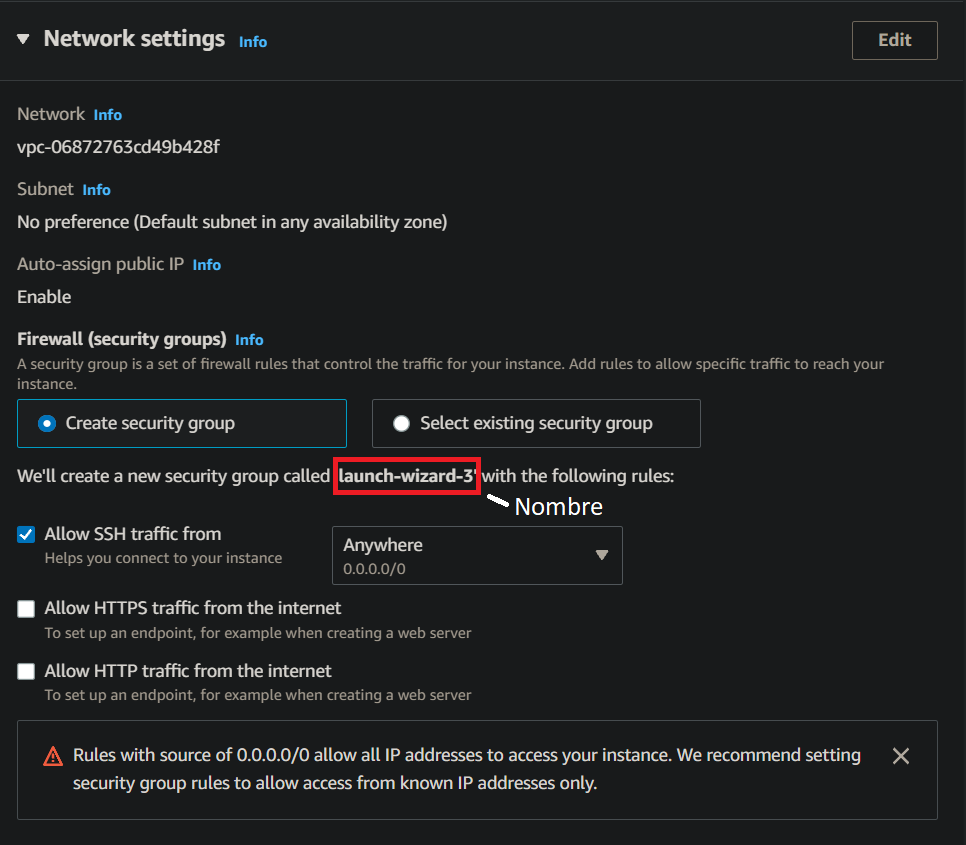 Network settings Info
Edit
Network Info
vpc-06872763cd49b428f
Subnet Info
No preference (Default subnet in any availability zone)
Auto-assign public IP Info
Enable
Firewall (security groups) Info
A security group is a set of firewall rules that control the traffic for your instance. Add rules to allow specific traffic to reach your
instance.
Create security group
Select existing security group
We'll create a new security group called 'launch-wizard-3' with the following rules:
Nombre
Allow SSH traffic from
Helps you connect to your instance
Anywhere
0.0.0.0/0
Allow HTTPS traffic from the internet
To set up an endpoint, for example when creating a web server
Allow HTTP traffic from the internet
To set up an endpoint, for example when creating a web server
Rules with source of 0.0.0.0/0 allow all IP addresses to access your instance. We recommend setting
security group rules to allow access from known IP addresses only.